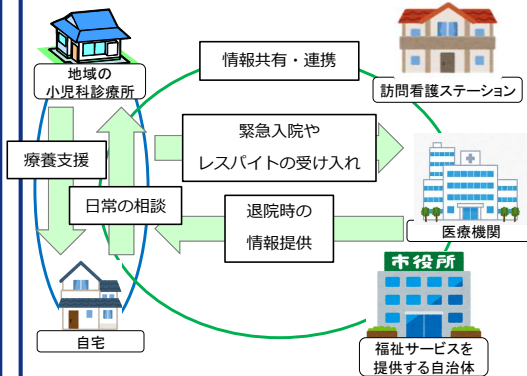 地域の
小児科診療所
情報共有・連携
訪問看護ステーション
緊急入院や
レスパイトの受け入れ
療養支援
日常の相談
退院時の
情報提供
医療機関
市役所
自宅
福祉サービスを
提供する自治体